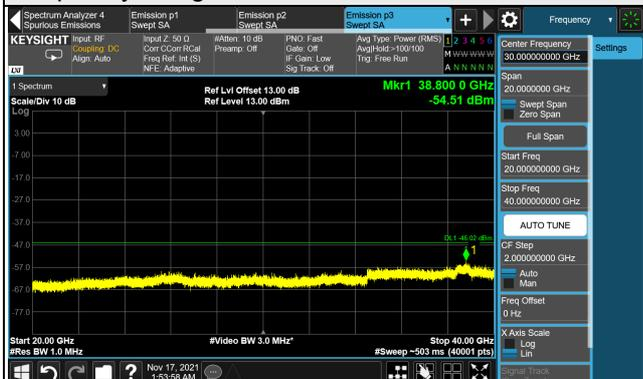 Spectrum Analyzer 4
Spurious Emissions
Emission p1
Swept SA
Emission p2
Swept SA
Emission p3
Swept SA
Frequency
KEYSIGHT
Input: RF
Coupling: DC
Align: Auto
Input Z: 50 Ω
Corr CCorr RCal
Freq Ref: Int (S)
NFE: Adaptive
#Atten: 10 dB
Preamp: Off
PNO: Fast
Gate: Off
IF Gain: Low
Sig Track: Off
Avg Type: Power (RMS)
Avg|Hold:>100/100
Trig: Free Run
1 2 3 4 5 6
M W W W W W
A N N N N N
LXI
1 Spectrum
Scale/Div 10 dB
Log
Ref Lvl Offset 13.00 dB
Ref Level 13.00 dBm
Mkr1 38.800 0 GHz
-54.51 dBm
3.00
-7.00
-17.0
-27.0
-37.0
-47.0
-57.0
-67.0
-77.0
DL1 -46.02 dBm
1
Start 20.00 GHz
#Res BW 1.0 MHz
#Video BW 3.0 MHz*
Stop 40.00 GHz
#Sweep ~503 ms (40001 pts)
Center Frequency
30.000000000 GHz
Settings
Span
20.0000000 GHz
Swept Span
Zero Span
Full Span
Start Freq
20.000000000 GHz
Stop Freq
40.000000000 GHz
AUTO TUNE
CF Step
2.000000000 GHz
Auto
Man
Freq Offset
0 Hz
X Axis Scale
Log
Lin
Signal Track
Nov 17, 2021
1:53:58 AM